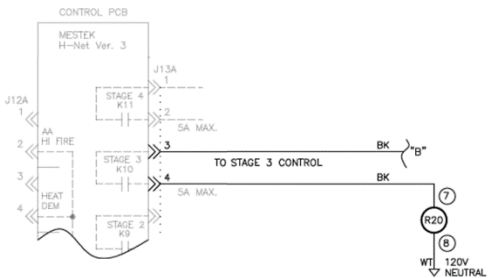 CONTROL PCB
MESTEK
H-Net Ver. 3
J13A
1
STAGE 4
K11
J12A
1
2
5A MAX.
AA
HI FIRE
2
3
BK
"B"
STAGE 3
K10
TO STAGE 3 CONTROL
3
4
BK
HEAT
DEM
5A MAX.
7
4
STAGE 2
K9
R20
8
WT
120V
NEUTRAL